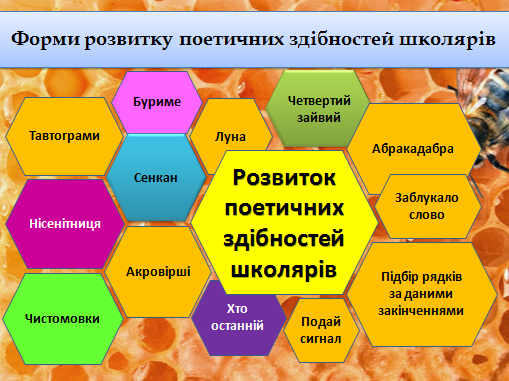 Форми розвитку поетичних здібностей школярів
Буриме
Четвертий
зайвий
Тавтограми
Луна
Абракадабра
Сенкан
Розвиток
поетичних
здібностей
школярів
Заблукало
слово
Нісенітниця
Акровірші
Підбір рядків
за даними
закінченнями
Чистомовки
Хто
останній
Подай
сигнал